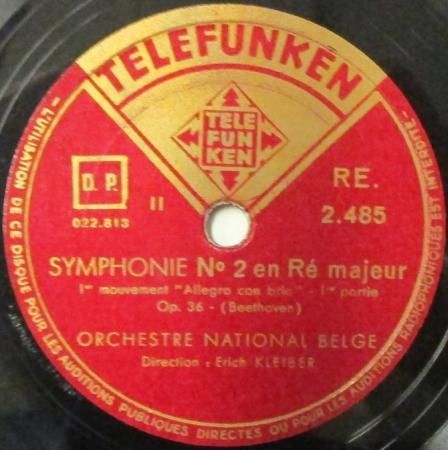 TELEFUNKEN
TELE
FUN
KEN
D. P.
022.813
II
RE.
2.485
SYMPHONIE No 2 en Ré majeur
1er mouvement "Allegro con brio" - 1re partie
Op. 36 - (Beethoven)
ORCHESTRE NATIONAL BELGE
Direction : Erich KLEIBER
— L'UTILISATION DE CE DISQUE POUR LES AUDITIONS PUBLIQUES DIRECTES OU POUR LES AUDITIONS RADIOPHONIQUES EST INTERDITE —